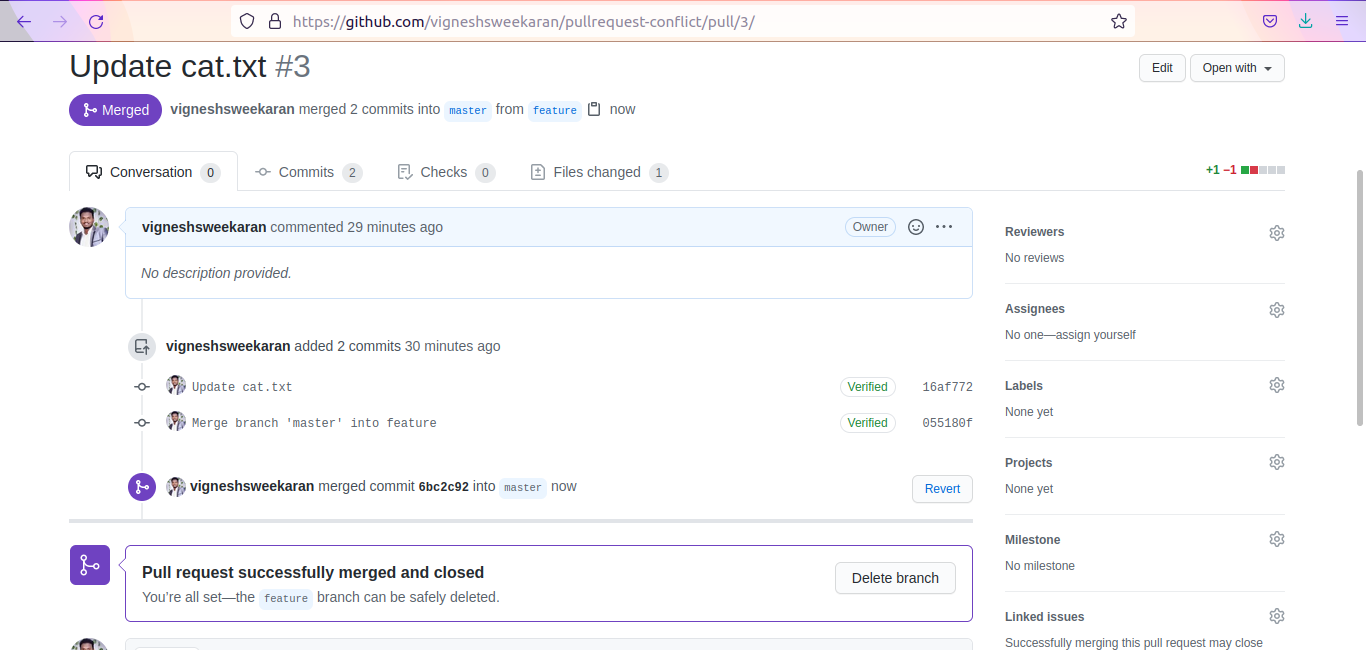 https://github.com/vigneshsweekaran/pullrequest-conflict/pull/3/
Update cat.txt #3
Edit
Open with
Merged
vigneshsweekaran merged 2 commits into master from feature now
Conversation 0
Commits 2
Checks 0
Files changed 1
+1 −1
vigneshsweekaran commented 29 minutes ago
Owner
No description provided.
vigneshsweekaran added 2 commits 30 minutes ago
Update cat.txt
Verified
16af772
Merge branch 'master' into feature
Verified
055180f
vigneshsweekaran merged commit 6bc2c92 into master now
Revert
Pull request successfully merged and closed
You’re all set—the feature branch can be safely deleted.
Delete branch
Reviewers
No reviews
Assignees
No one—assign yourself
Labels
None yet
Projects
None yet
Milestone
No milestone
Linked issues
Successfully merging this pull request may close